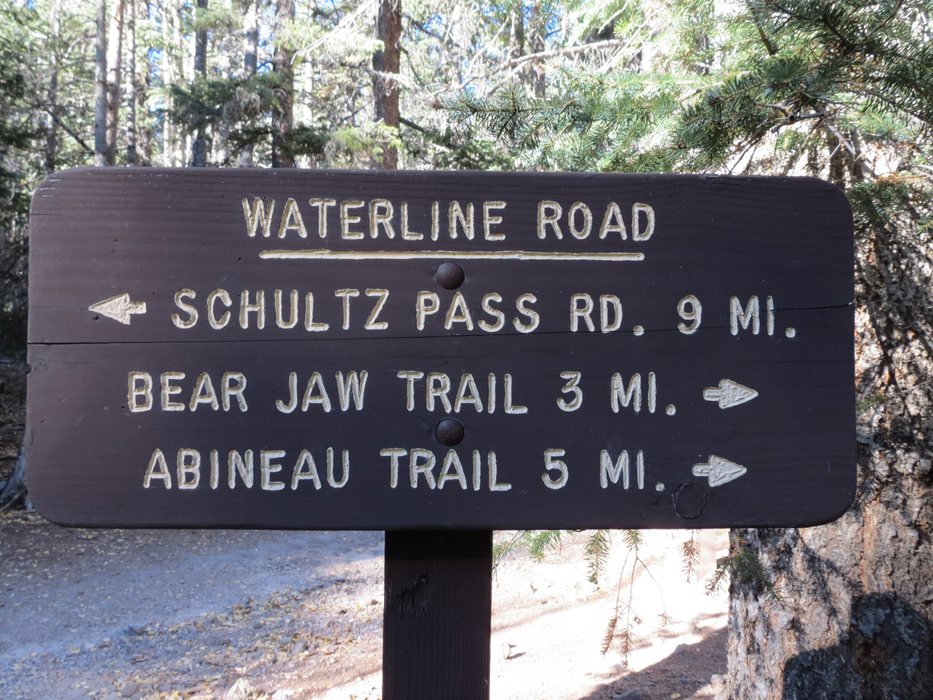 WATERLINE ROAD
SCHULTZ PASS RD. 9 MI.
BEAR JAW TRAIL 3 MI.
ABINEAU TRAIL 5 MI.